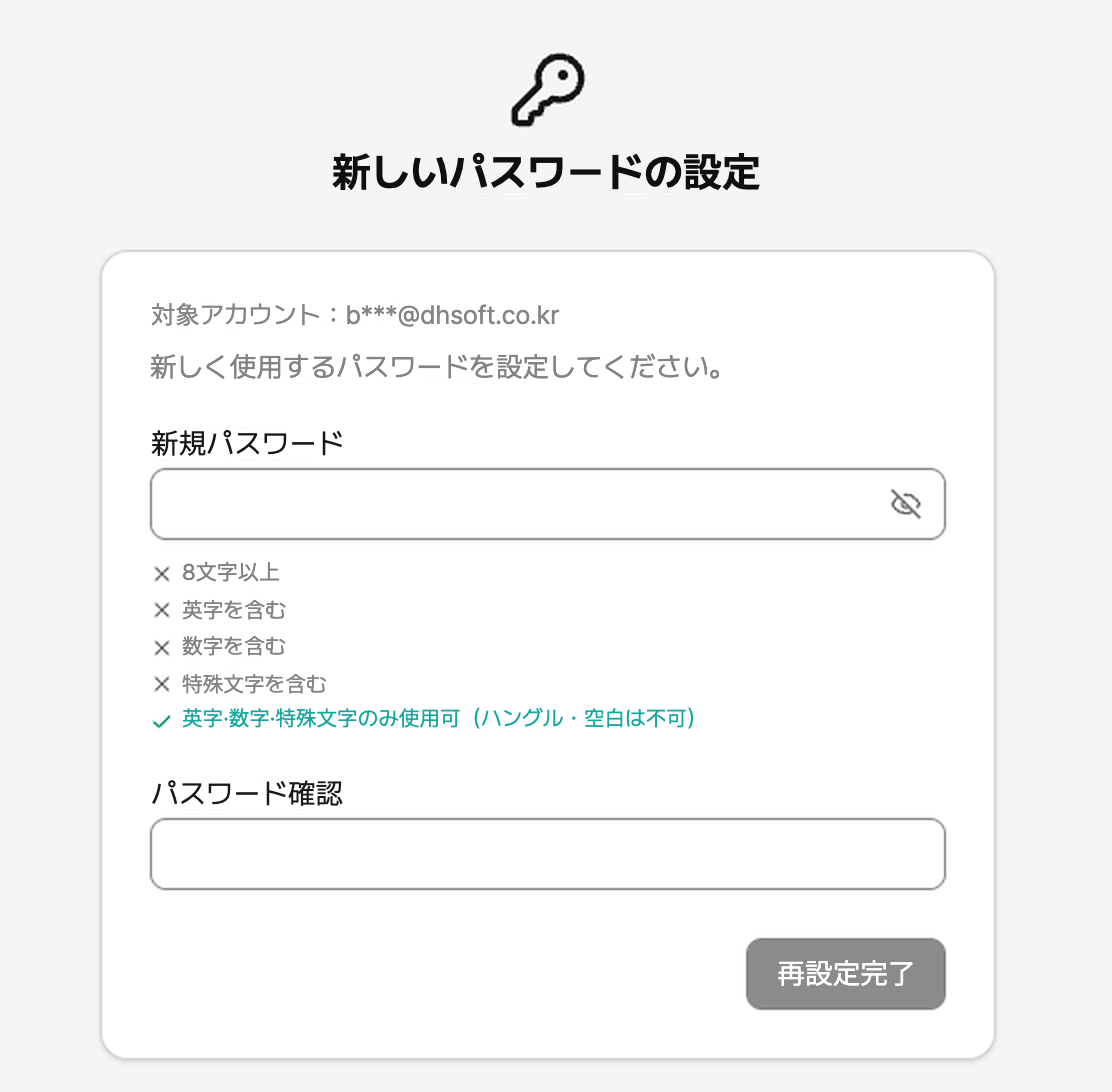 新しいパスワードの設定
対象アカウント：b***@dhsoft.co.kr
新しく使用するパスワードを設定してください。
新規パスワード
8文字以上
英字を含む
数字を含む
特殊文字を含む
英字·数字·特殊文字のみ使用可（ハングル・空白は不可）
パスワード確認
再設定完了